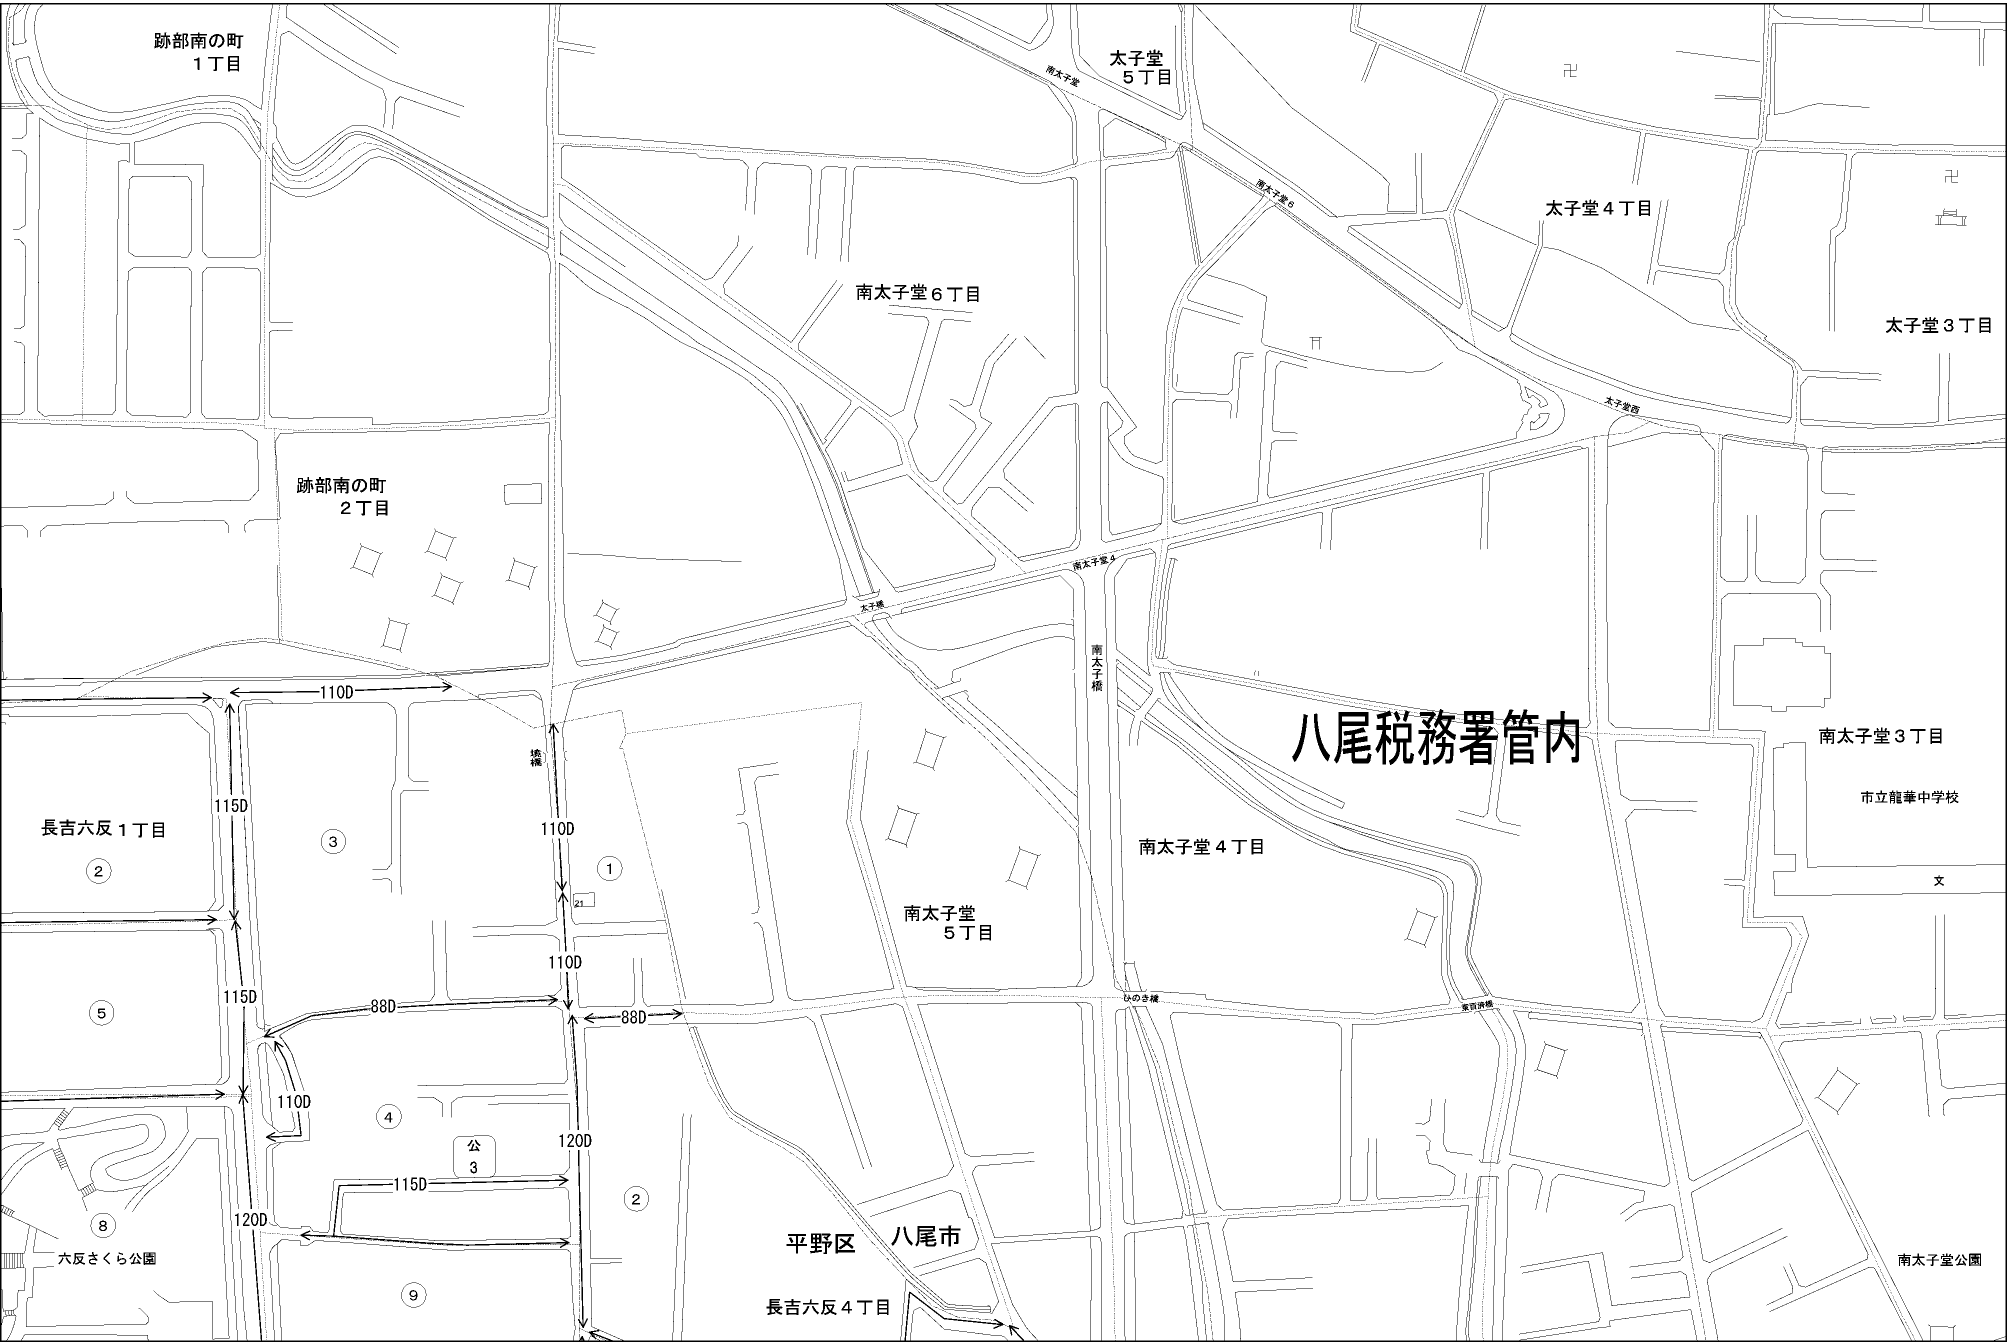 跡部南の町
1丁目
太子堂
5丁目
南太子堂
南太子堂6
太子堂4丁目
南太子堂6丁目
太子堂3丁目
太子堂西
跡部南の町
2丁目
南太子堂4
太子橋
南太子橋
110D
八尾税務署管内
南太子堂3丁目
境橋
市立龍華中学校
115D
110D
長吉六反1丁目
3
南太子堂4丁目
2
1
文
21
南太子堂
5丁目
110D
115D
88D
ひのき橋
東百済橋
5
88D
110D
4
120D
公
3
115D
2
120D
8
平野区
八尾市
六反さくら公園
南太子堂公園
9
長吉六反4丁目